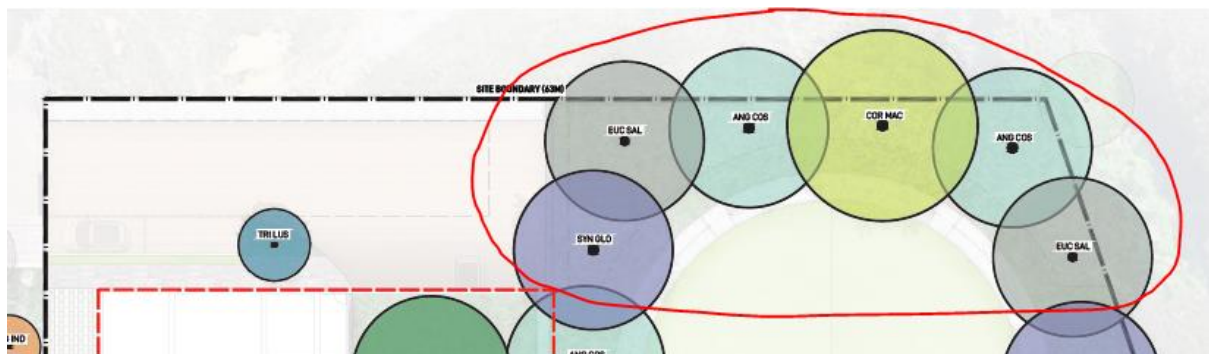 SITE BOUNDARY (63M)
EUC SAL
ANG COS
COR MAC
ANG COS
TRI LUS
SYN GLO
EUC SAL
IND
ANG COS